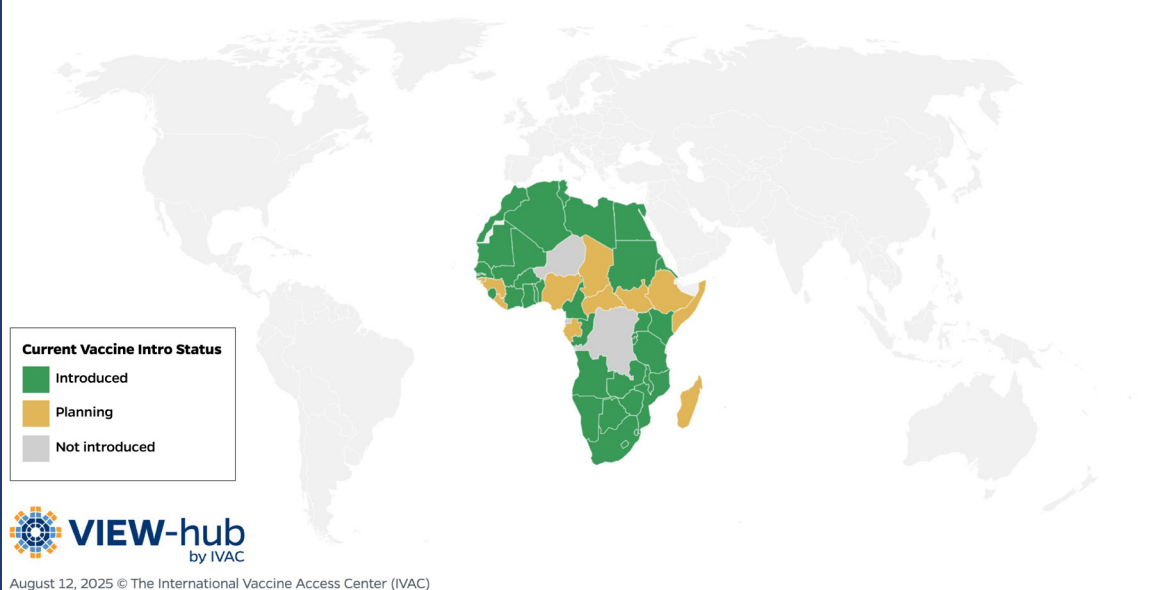 Current Vaccine Intro Status
Introduced
Planning
Not introduced
VIEW-hub
by IVAC
August 12, 2025 © The International Vaccine Access Center (IVAC)